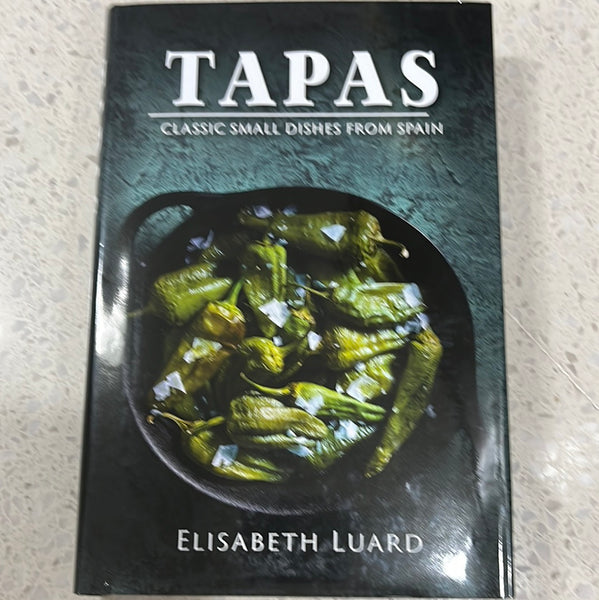 TAPAS
CLASSIC SMALL DISHES FROM SPAIN
ELISABETH LUARD